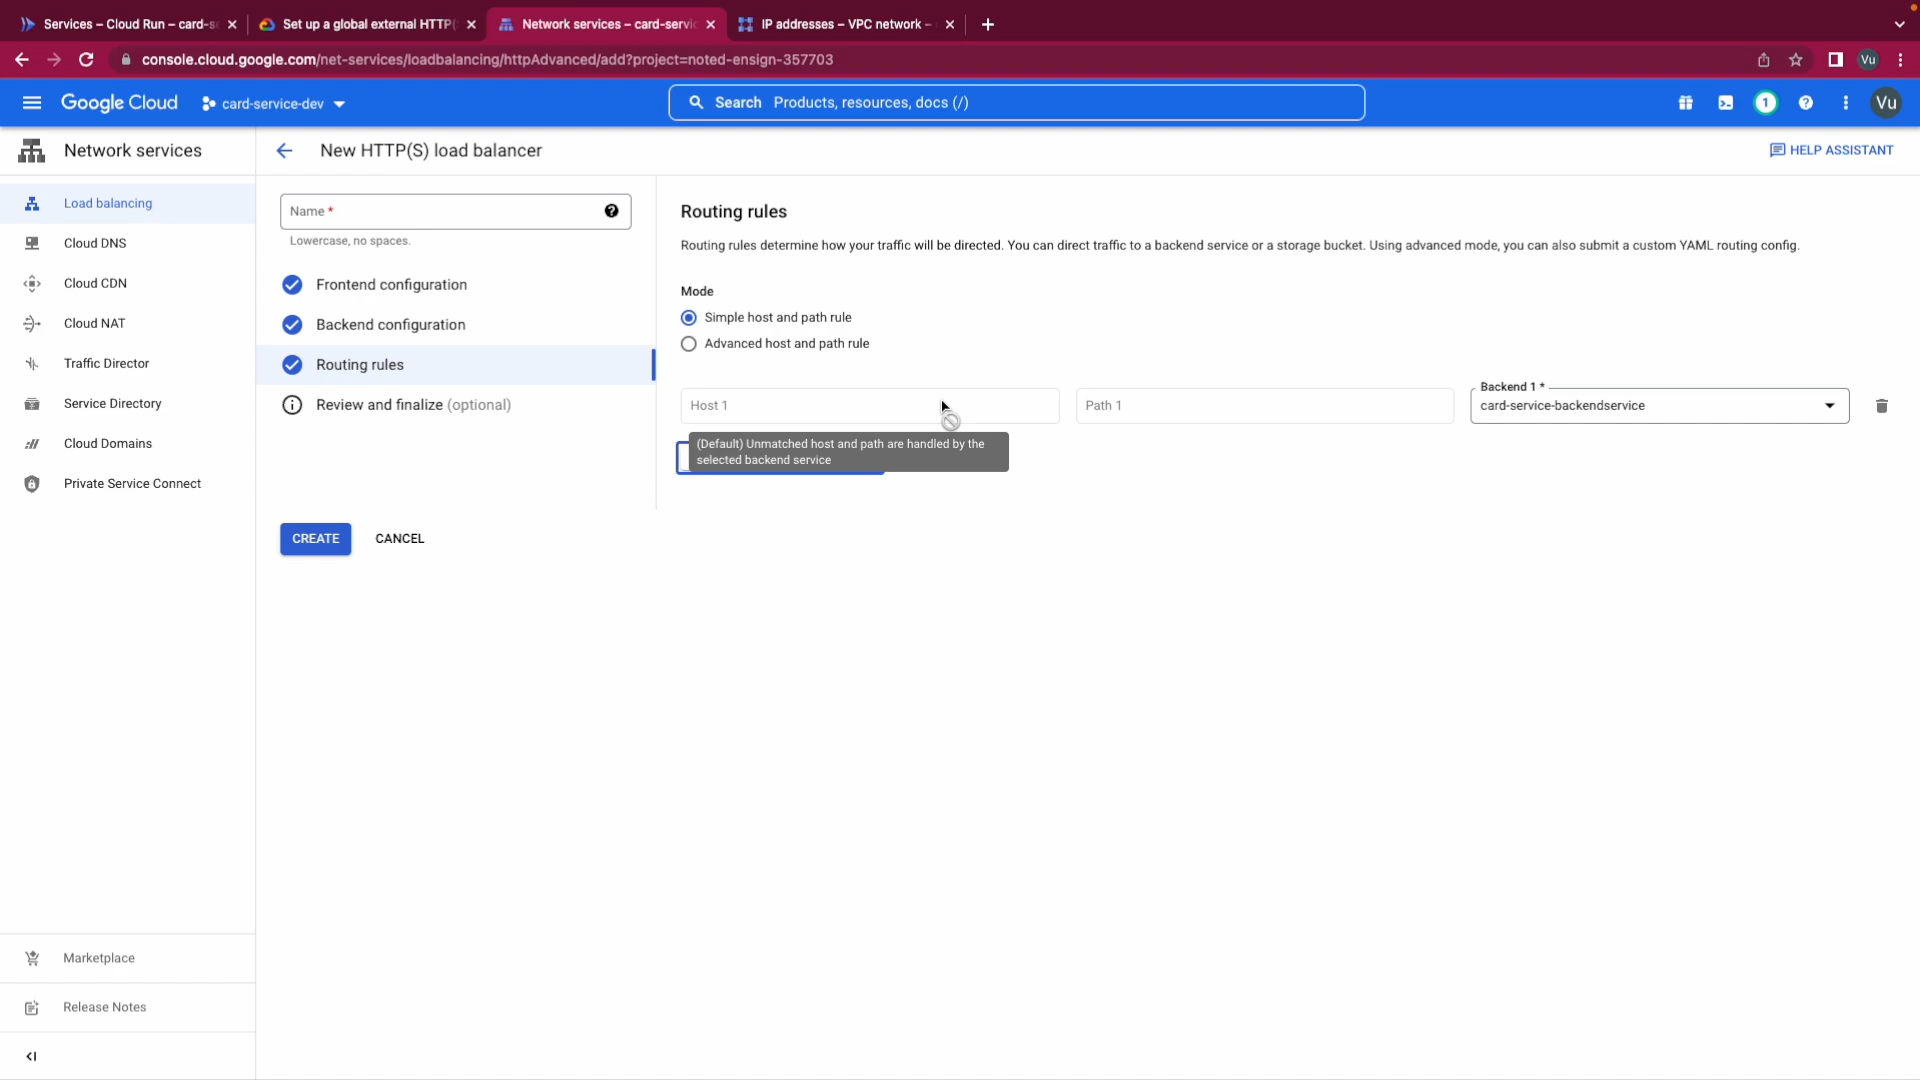 Services – Cloud Run – card-s
Set up a global external HTTP(
Network services – card-servi
IP addresses – VPC network –
console.cloud.google.com/net-services/loadbalancing/httpAdvanced/add?project=noted-ensign-357703
Vu
Google Cloud
card-service-dev
Search Products, resources, docs (/)
1
Vu
Network services
New HTTP(S) load balancer
HELP ASSISTANT
Load balancing
Cloud DNS
Cloud CDN
Cloud NAT
Traffic Director
Service Directory
Cloud Domains
Private Service Connect
Marketplace
Release Notes
Name *
Lowercase, no spaces.
Frontend configuration
Backend configuration
Routing rules
Review and finalize (optional)
CREATE
CANCEL
Routing rules
Routing rules determine how your traffic will be directed. You can direct traffic to a backend service or a storage bucket. Using advanced mode, you can also submit a custom YAML routing config.
Mode
Simple host and path rule
Advanced host and path rule
Host 1
Path 1
Backend 1 *
card-service-backendservice
(Default) Unmatched host and path are handled by the
selected backend service